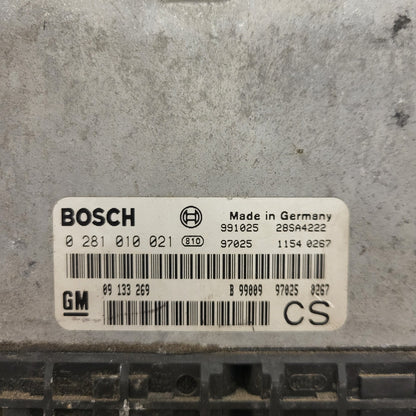 BOSCH Made in Germany
991025 28SA4222
0 281 010 021 810 97025 1154 0267
GM 09 133 269 B 99009 97025 0267
CS